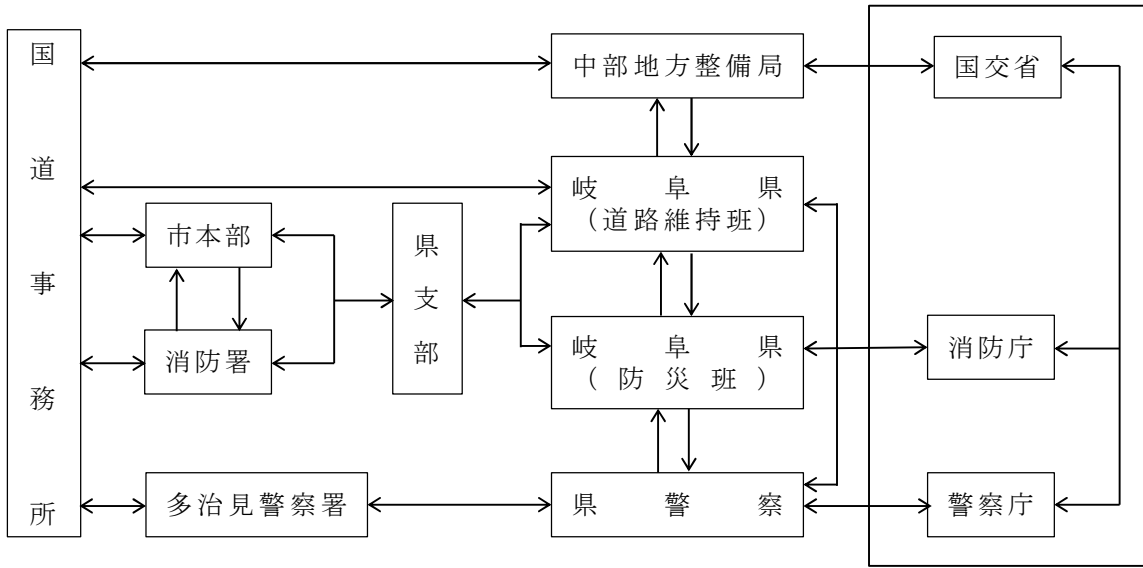 国道事務所
中部地方整備局
国交省
岐阜県
（道路維持班）
市本部
県支部
消防署
岐阜県
（防災班）
消防庁
多治見警察署
県警察
警察庁